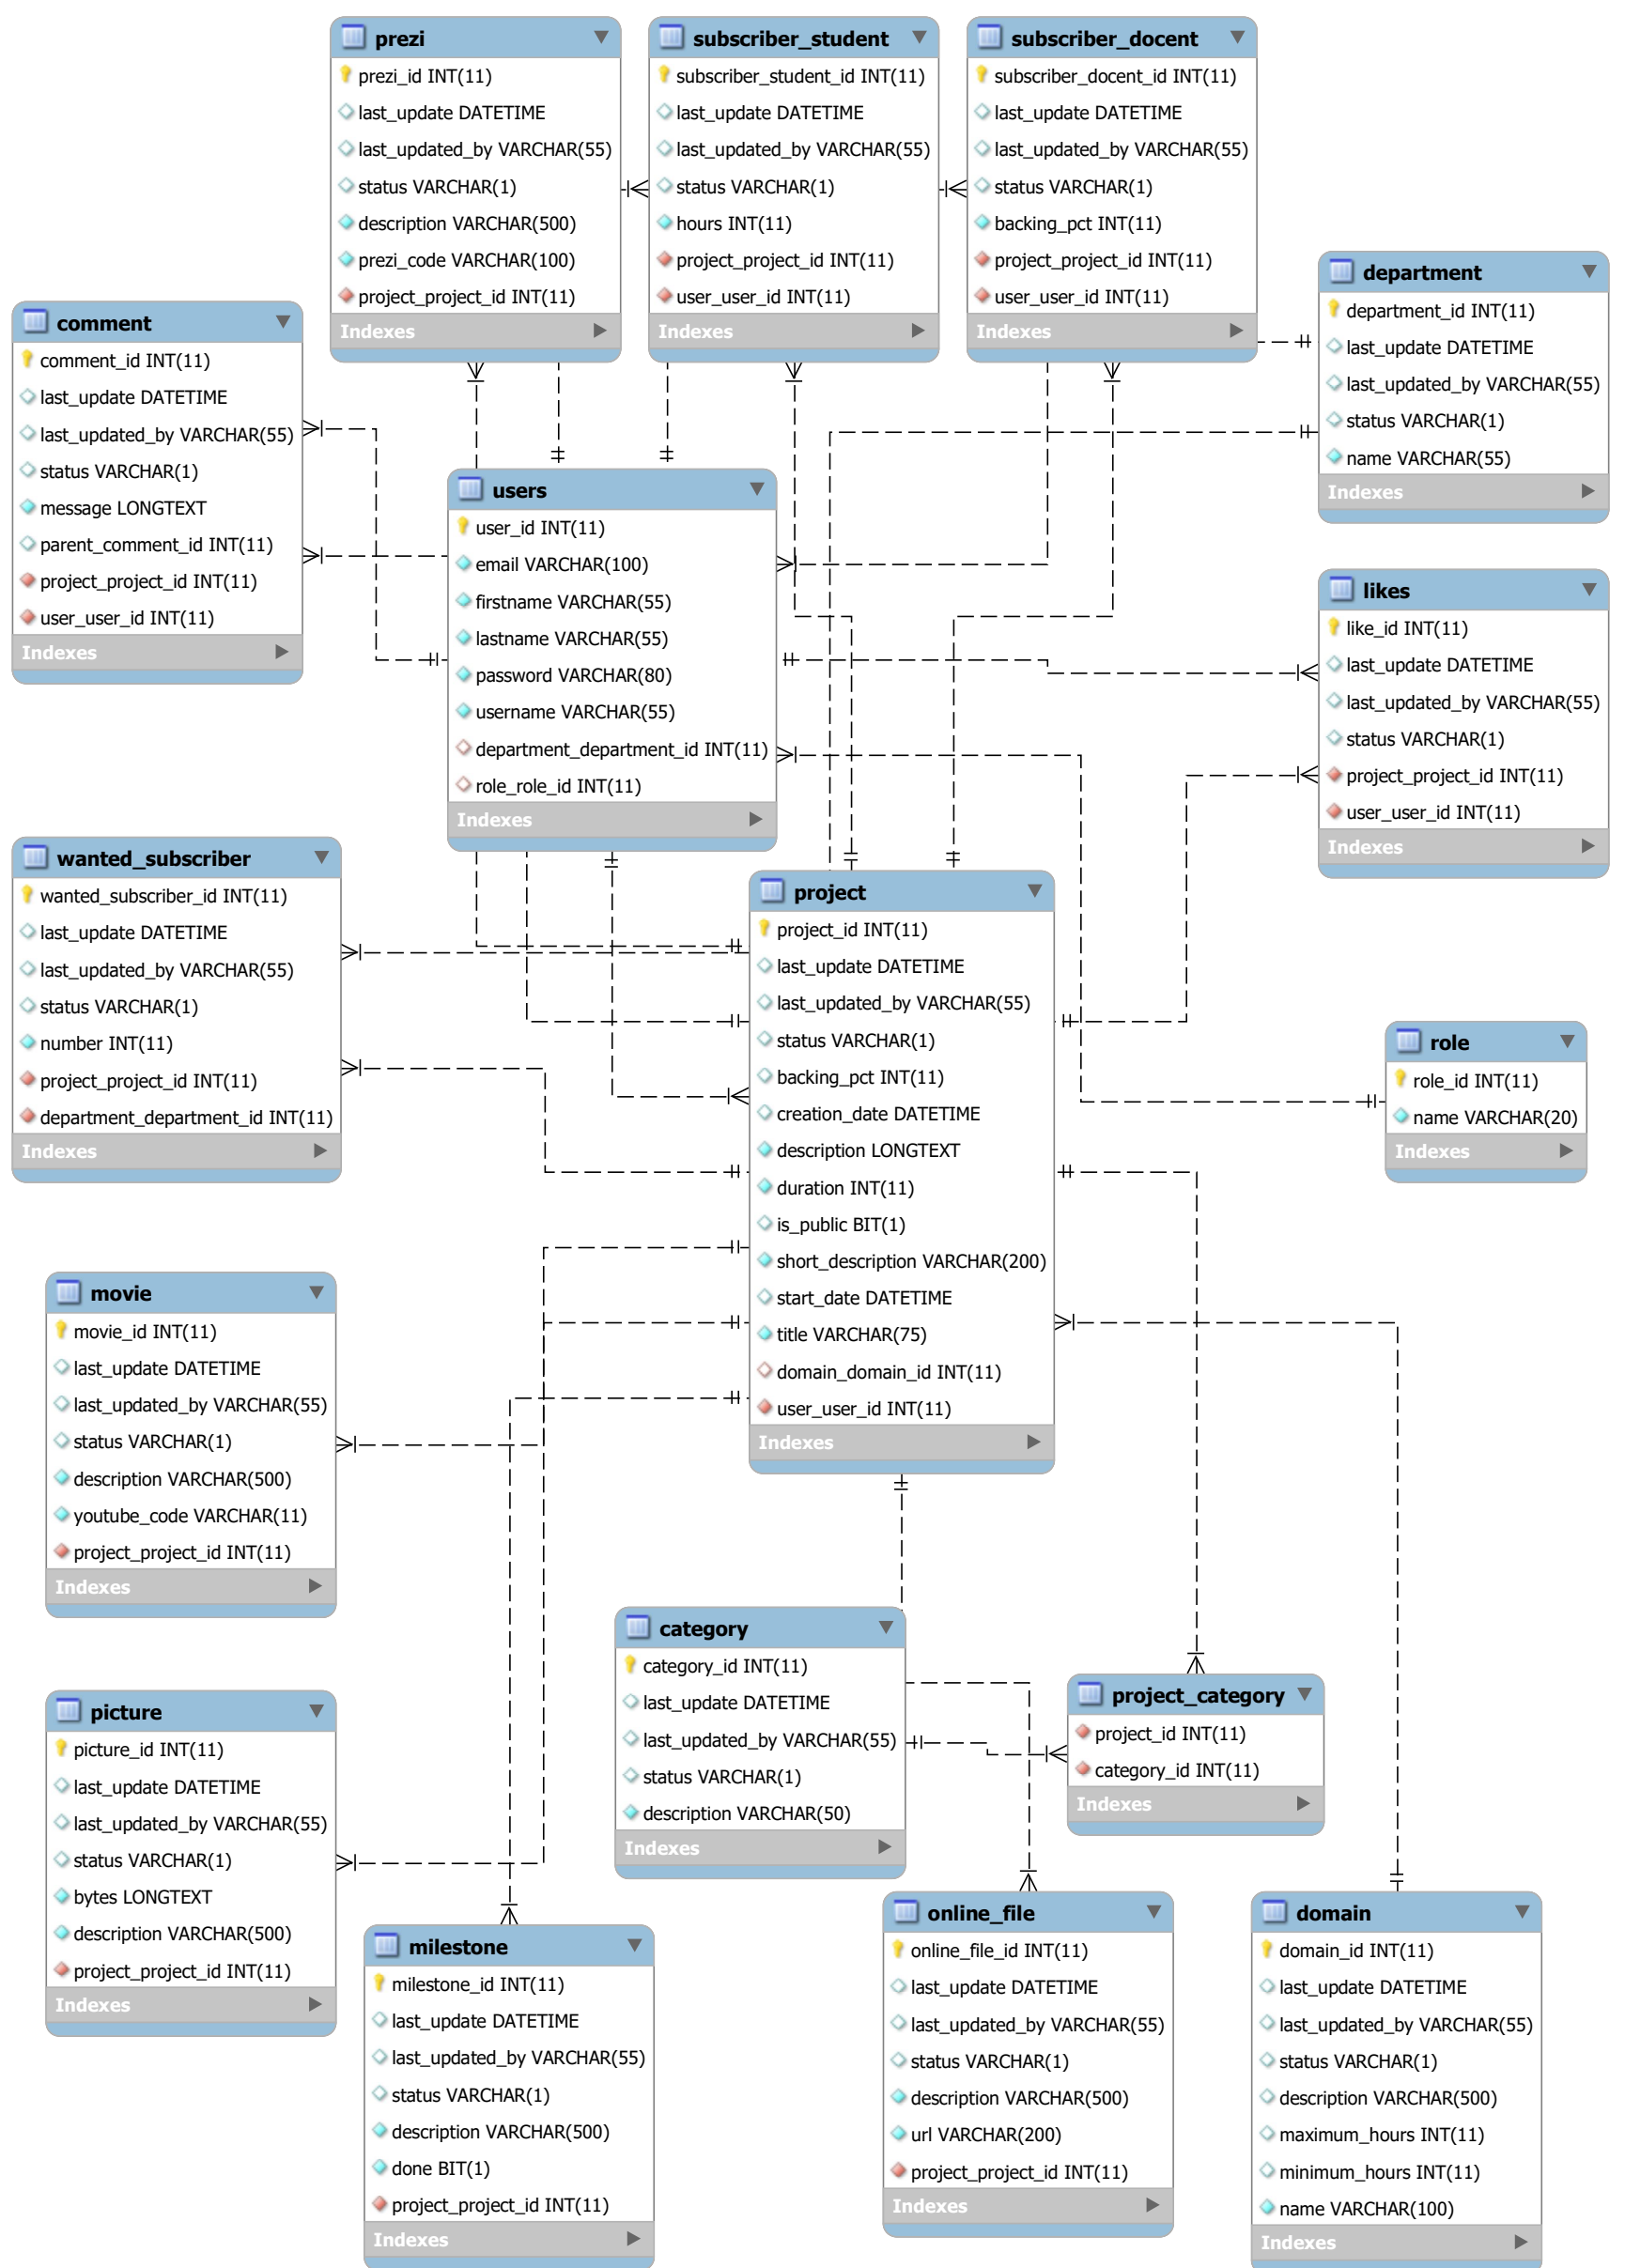 prezi
prezi_id INT(11)
last_update DATETIME
last_updated_by VARCHAR(55)
status VARCHAR(1)
description VARCHAR(500)
prezi_code VARCHAR(100)
project_project_id INT(11)
Indexes
subscriber_student
subscriber_student_id INT(11)
last_update DATETIME
last_updated_by VARCHAR(55)
status VARCHAR(1)
hours INT(11)
project_project_id INT(11)
user_user_id INT(11)
Indexes
subscriber_docent
subscriber_docent_id INT(11)
last_update DATETIME
last_updated_by VARCHAR(55)
status VARCHAR(1)
backing_pct INT(11)
project_project_id INT(11)
user_user_id INT(11)
Indexes
department
department_id INT(11)
last_update DATETIME
last_updated_by VARCHAR(55)
status VARCHAR(1)
name VARCHAR(55)
Indexes
comment
comment_id INT(11)
last_update DATETIME
last_updated_by VARCHAR(55)
status VARCHAR(1)
message LONGTEXT
parent_comment_id INT(11)
project_project_id INT(11)
user_user_id INT(11)
Indexes
users
user_id INT(11)
email VARCHAR(100)
firstname VARCHAR(55)
lastname VARCHAR(55)
password VARCHAR(80)
username VARCHAR(55)
department_department_id INT(11)
role_role_id INT(11)
Indexes
likes
like_id INT(11)
last_update DATETIME
last_updated_by VARCHAR(55)
status VARCHAR(1)
project_project_id INT(11)
user_user_id INT(11)
Indexes
wanted_subscriber
wanted_subscriber_id INT(11)
last_update DATETIME
last_updated_by VARCHAR(55)
status VARCHAR(1)
number INT(11)
project_project_id INT(11)
department_department_id INT(11)
Indexes
project
project_id INT(11)
last_update DATETIME
last_updated_by VARCHAR(55)
status VARCHAR(1)
backing_pct INT(11)
creation_date DATETIME
description LONGTEXT
duration INT(11)
is_public BIT(1)
short_description VARCHAR(200)
start_date DATETIME
title VARCHAR(75)
domain_domain_id INT(11)
user_user_id INT(11)
Indexes
role
role_id INT(11)
name VARCHAR(20)
Indexes
movie
movie_id INT(11)
last_update DATETIME
last_updated_by VARCHAR(55)
status VARCHAR(1)
description VARCHAR(500)
youtube_code VARCHAR(11)
project_project_id INT(11)
Indexes
category
category_id INT(11)
last_update DATETIME
last_updated_by VARCHAR(55)
status VARCHAR(1)
description VARCHAR(50)
Indexes
project_category
project_id INT(11)
category_id INT(11)
Indexes
picture
picture_id INT(11)
last_update DATETIME
last_updated_by VARCHAR(55)
status VARCHAR(1)
bytes LONGTEXT
description VARCHAR(500)
project_project_id INT(11)
Indexes
milestone
milestone_id INT(11)
last_update DATETIME
last_updated_by VARCHAR(55)
status VARCHAR(1)
description VARCHAR(500)
done BIT(1)
project_project_id INT(11)
Indexes
online_file
online_file_id INT(11)
last_update DATETIME
last_updated_by VARCHAR(55)
status VARCHAR(1)
description VARCHAR(500)
url VARCHAR(200)
project_project_id INT(11)
Indexes
domain
domain_id INT(11)
last_update DATETIME
last_updated_by VARCHAR(55)
status VARCHAR(1)
description VARCHAR(500)
maximum_hours INT(11)
minimum_hours INT(11)
name VARCHAR(100)
Indexes